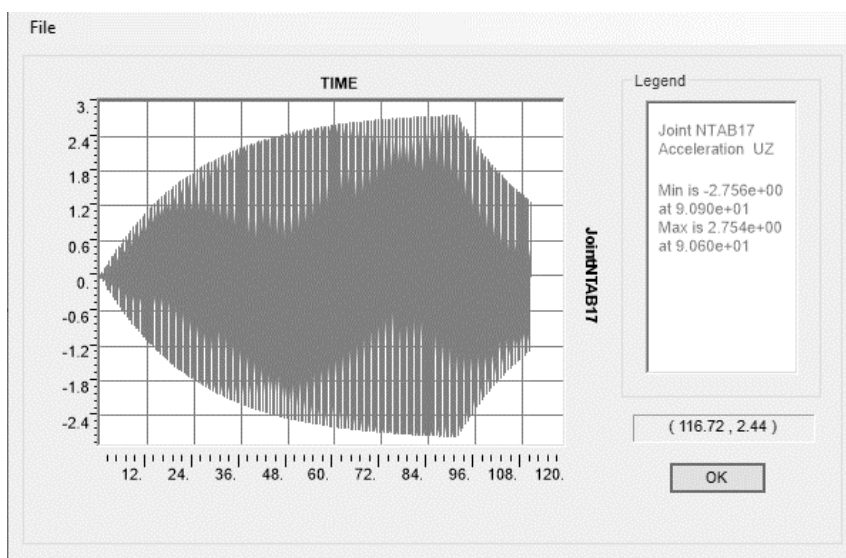 File
TIME
Legend
3.
2.4
1.8
1.2
0.6
0.
-0.6
-1.2
-1.8
-2.4
12. 24. 36. 48. 60. 72. 84. 96. 108. 120.
JointNTAB17
Joint NTAB17
Acceleration UZ
Min is -2.756e+00
at 9.090e+01
Max is 2.754e+00
at 9.060e+01
( 116.72 , 2.44 )
OK